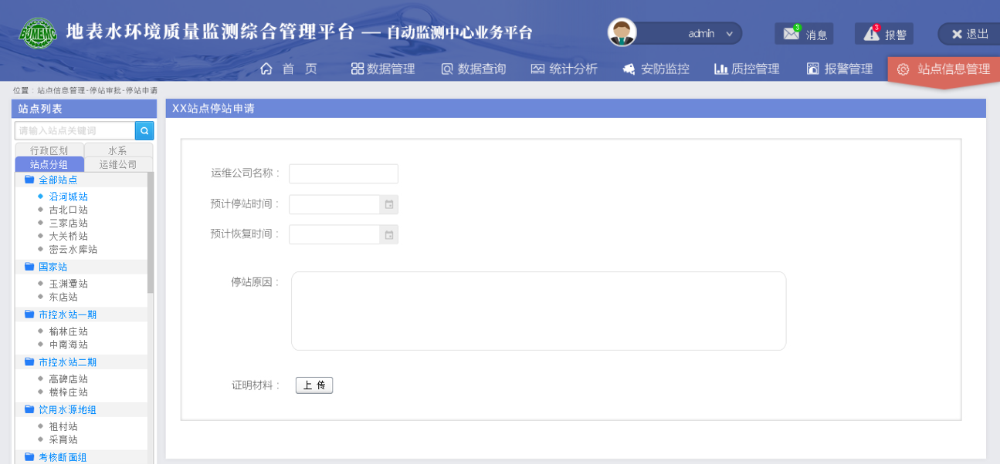 BJMEMC 地表水环境质量监测综合管理平台 — 自动监测中心业务平台
admin 3 消息 3 报警 退出
首 页 数据管理 数据查询 统计分析 安防监控 质控管理 报警管理 站点信息管理
位置：站点信息管理-停站审批-停站申请
站点列表
请输入站点关键词
行政区划 水系
站点分组 运维公司
全部站点
沿河城站
古北口站
三家店站
大关桥站
密云水库站
国家站
玉渊潭站
东店站
市控水站一期
榆林庄站
中南海站
市控水站二期
高碑店站
楼梓庄站
饮用水源地组
祖村站
采育站
考核断面组
XX站点停站申请
运维公司名称：
预计停站时间：
预计恢复时间：
停站原因：
证明材料： 上 传